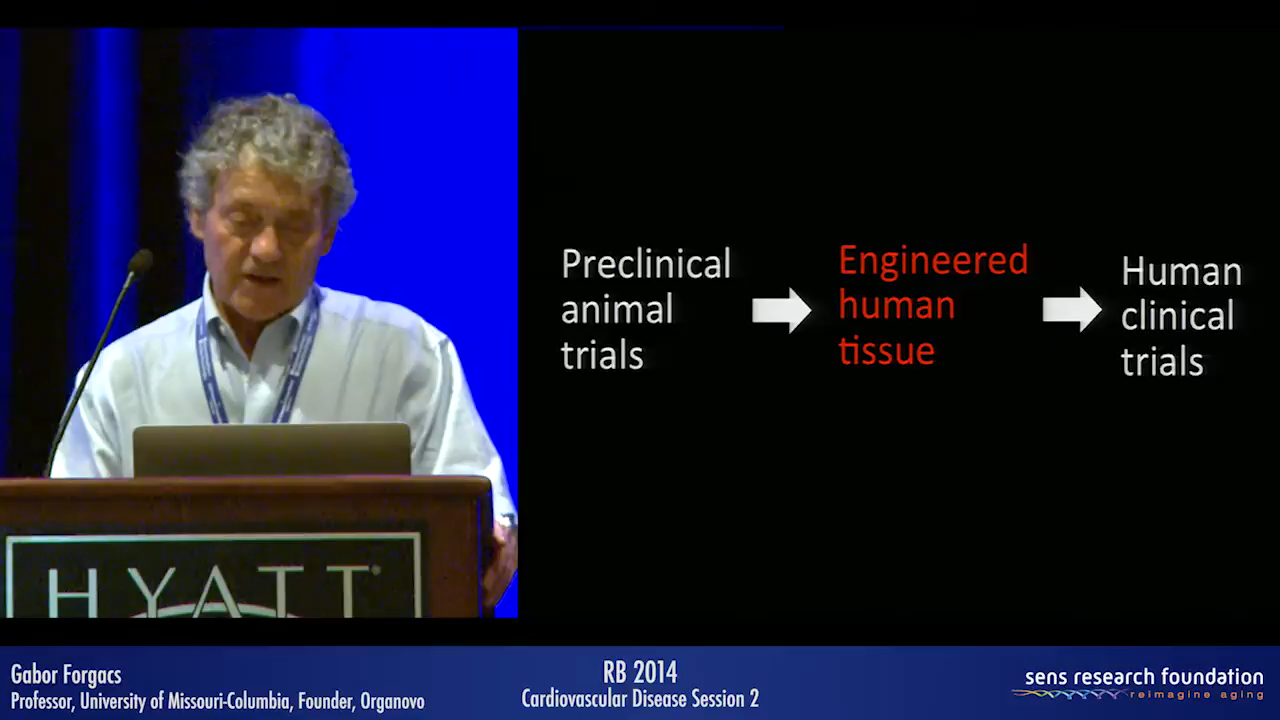 Preclinical
animal
trials
Engineered
human
tissue
Human
clinical
trials
HYATT®
Gabor Forgacs
Professor, University of Missouri-Columbia, Founder, Organovo
RB 2014
Cardiovascular Disease Session 2
sens research foundation
reimagine aging